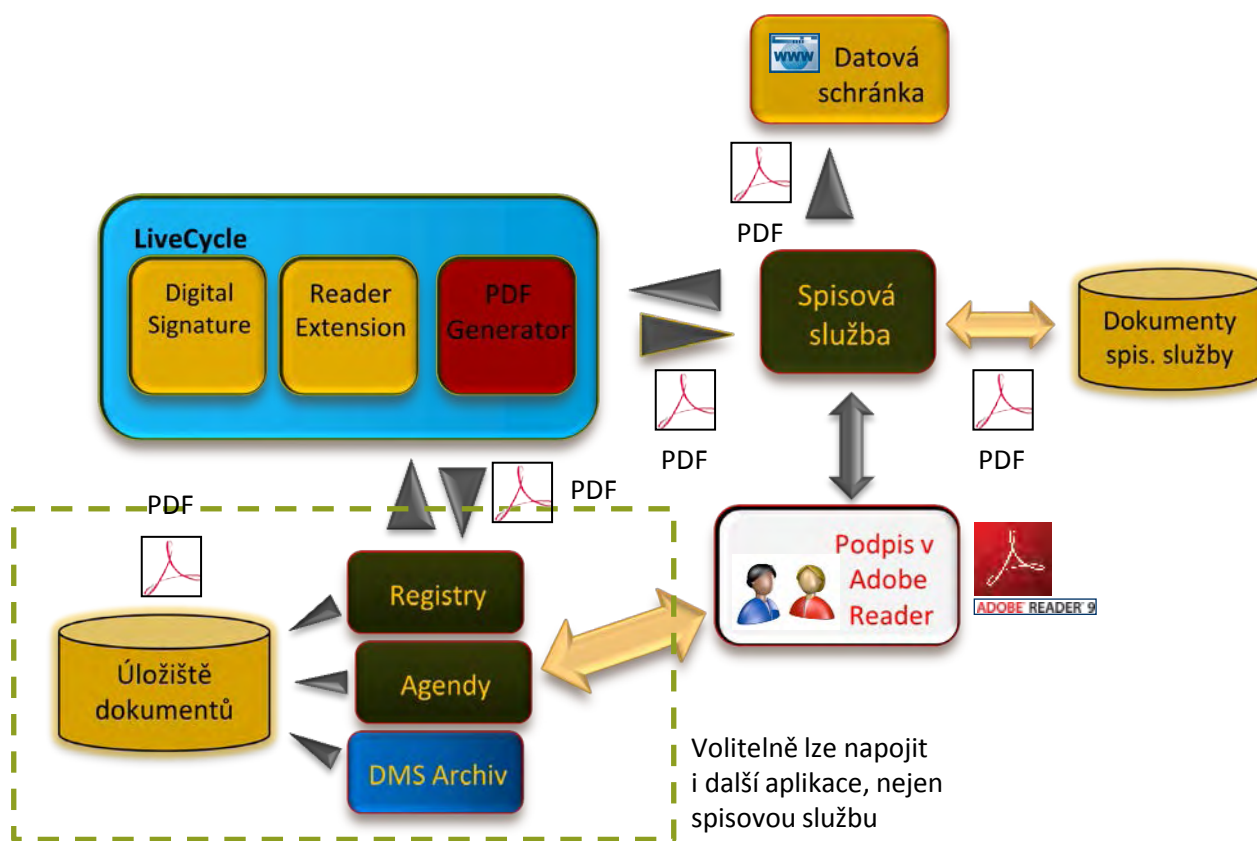 www
Datová
schránka
PDF
LiveCycle
Digital
Signature
Reader
Extension
PDF
Generator
Spisová
služba
Dokumenty
spis. služby
PDF
PDF
PDF
PDF
Registry
Agendy
DMS Archiv
Úložiště
dokumentů
Podpis v
Adobe
Reader
ADOBE® READER® 9
Volitelně lze napojit
i další aplikace, nejen
spisovou službu